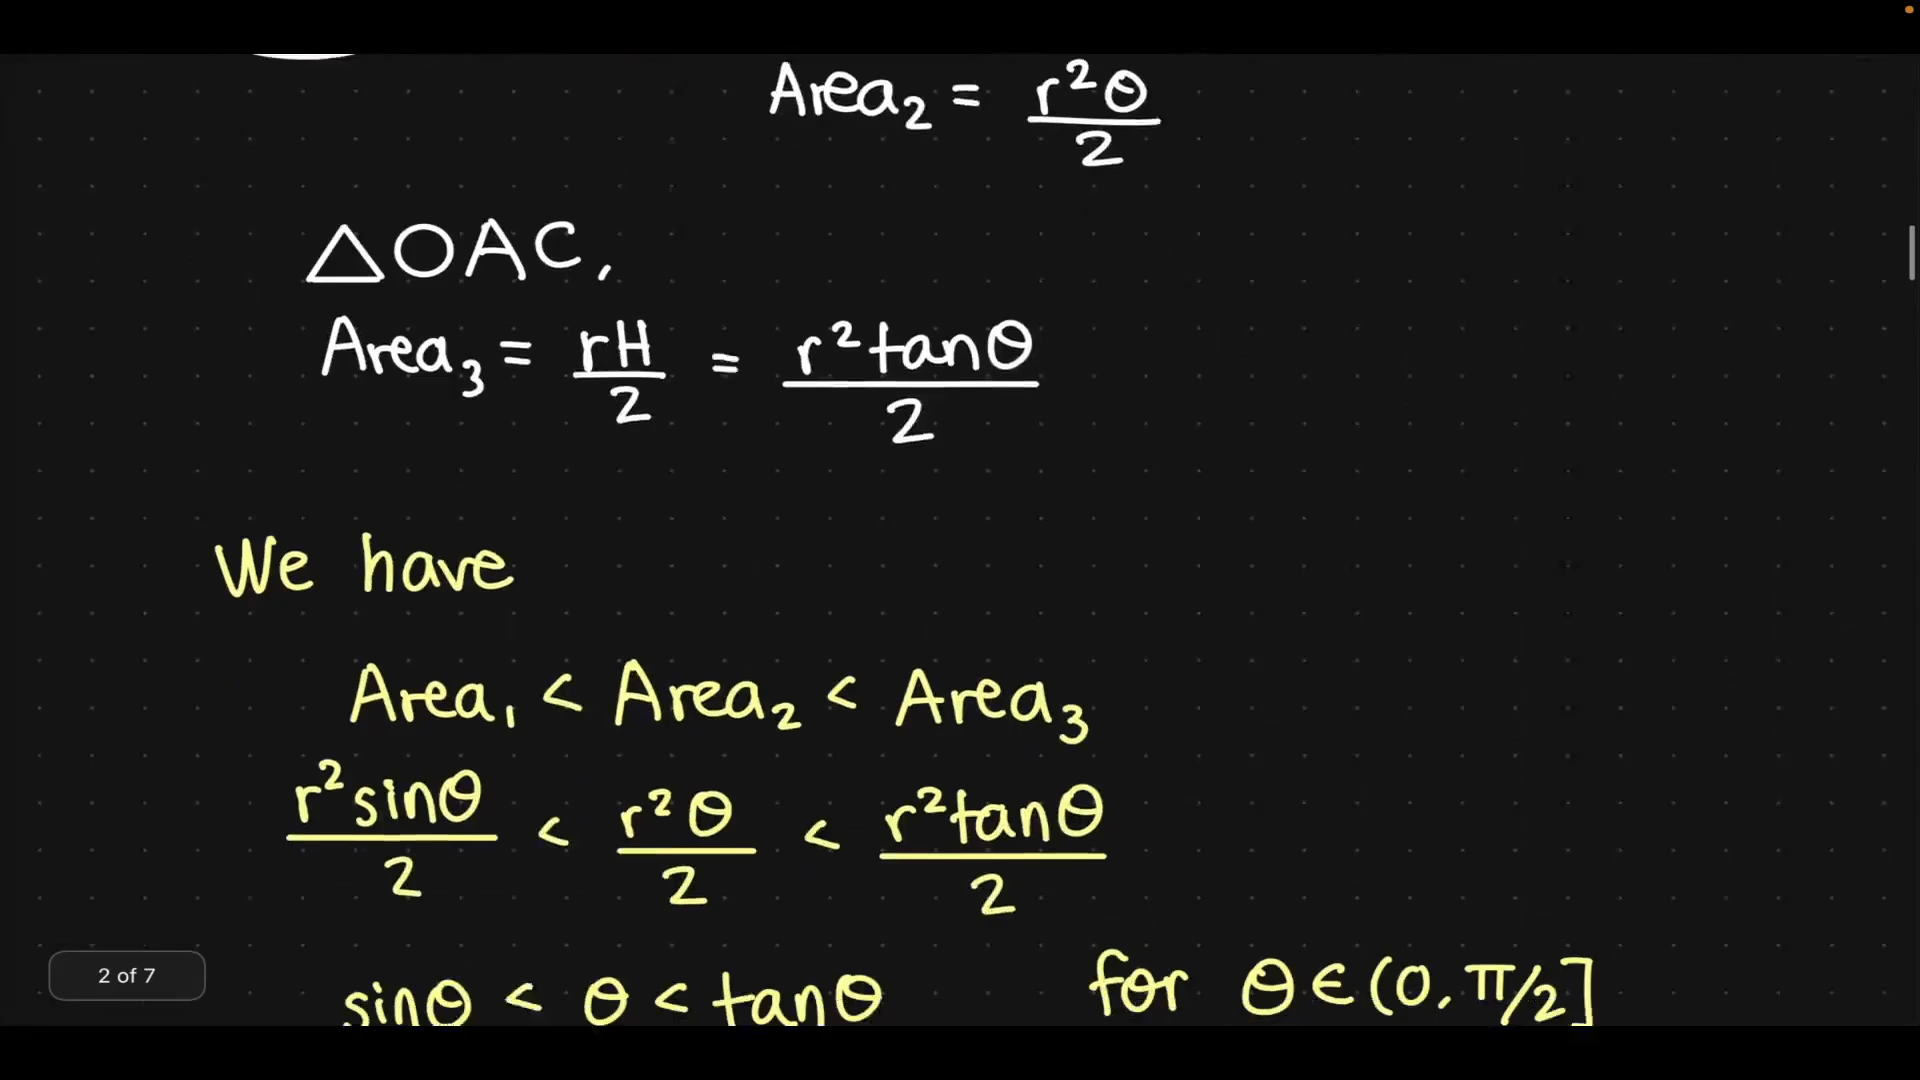 Area₂ = r²θ/2
△OAC,
Area₃ = rH/2 = r²tanθ/2
We have
Area₁ < Area₂ < Area₃
r²sinθ/2 < r²θ/2 < r²tanθ/2
sinθ < θ < tanθ for θ∈(0, π/2]
2 of 7